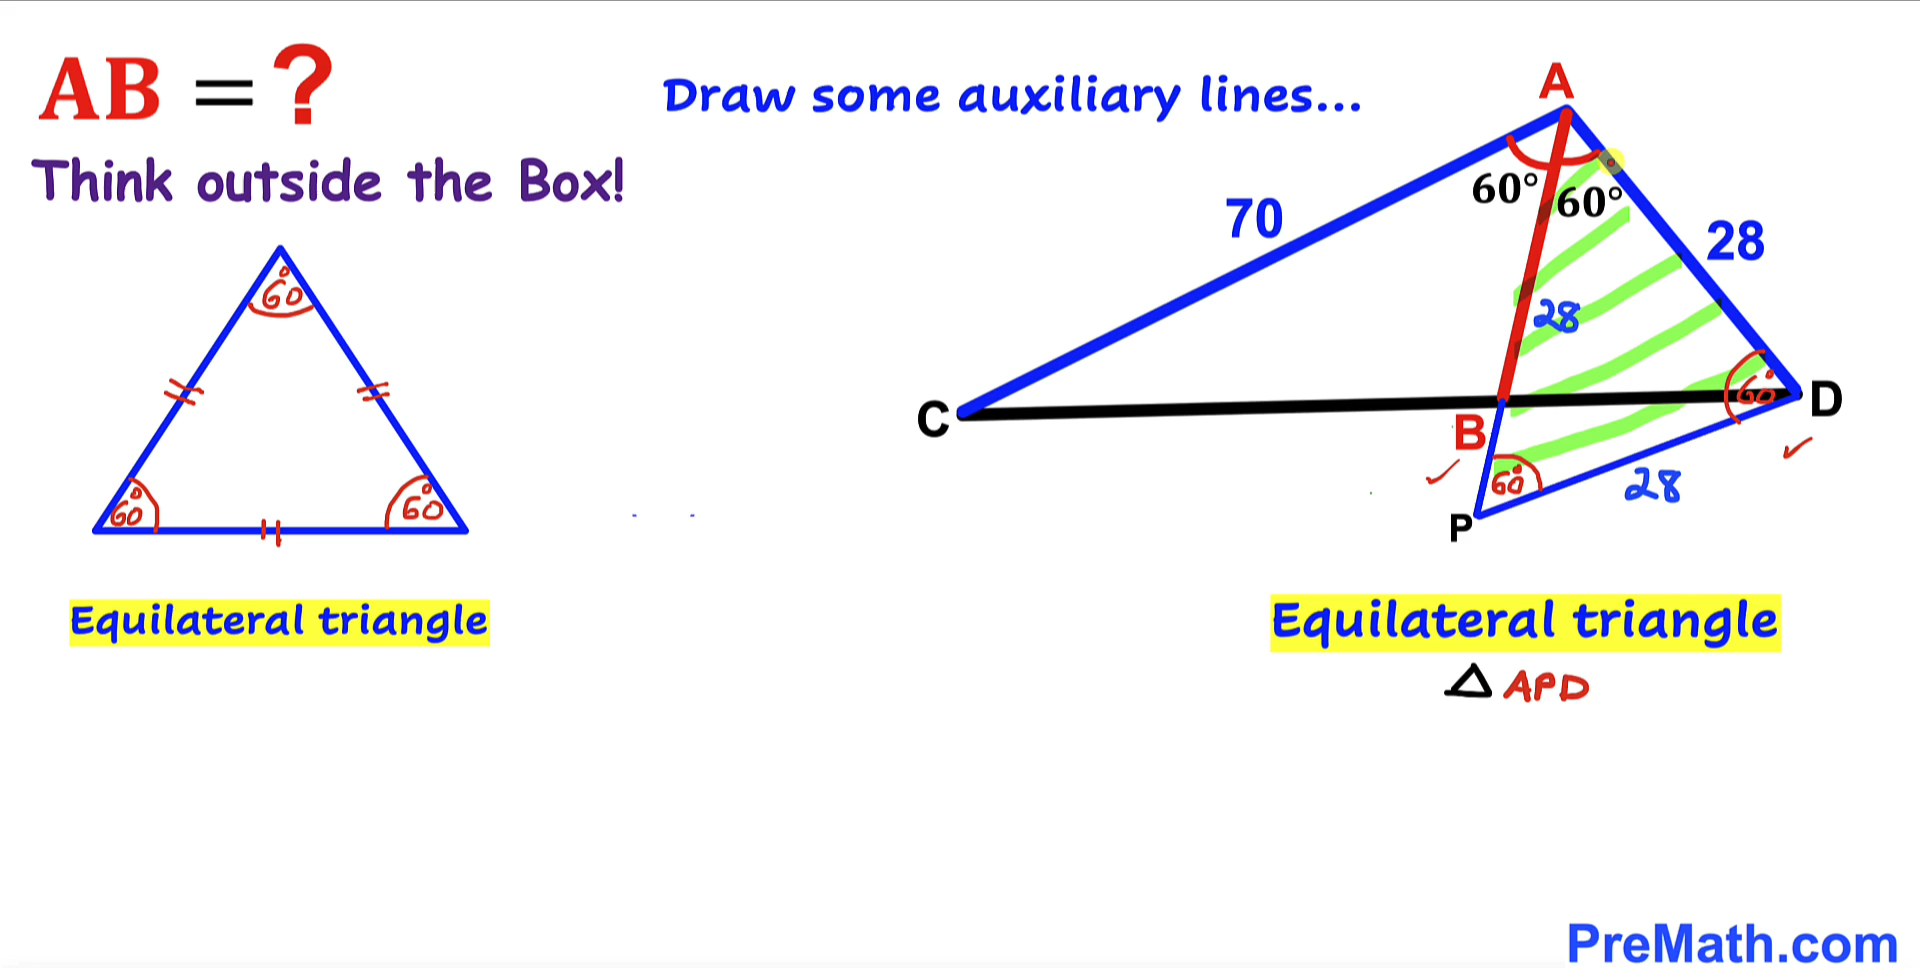 AB = ?
Think outside the Box!
Draw some auxiliary lines...
A
60° 60°
70
28
28
C
B
D
60°
60°
28
P
60°
60°
60°
Equilateral triangle
Equilateral triangle
△ APD
PreMath.com